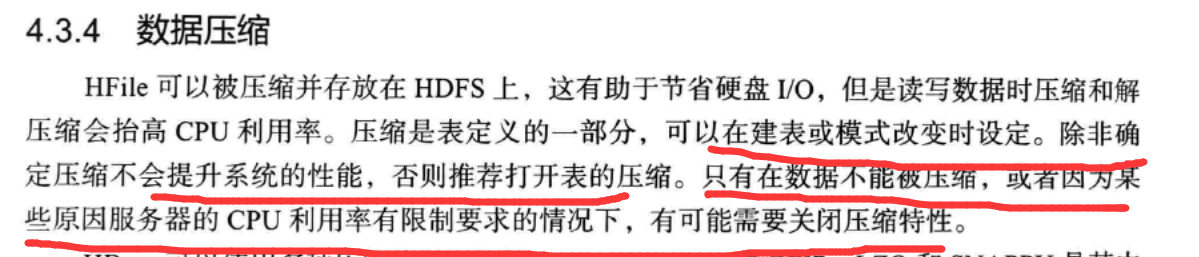 4.3.4 数据压缩
HFile 可以被压缩并存放在 HDFS 上，这有助于节省硬盘 I/O，但是读写数据时压缩和解
压缩会抬高 CPU 利用率。压缩是表定义的一部分，可以在建表或模式改变时设定。除非确
定压缩不会提升系统的性能，否则推荐打开表的压缩。只有在数据不能被压缩，或者因为某
些原因服务器的 CPU 利用率有限制要求的情况下，有可能需要关闭压缩特性。